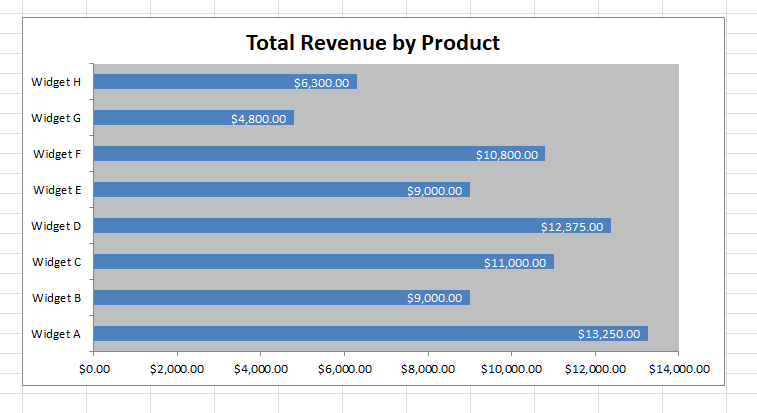 Total Revenue by Product
Widget H $6,300.00
Widget G $4,800.00
Widget F $10,800.00
Widget E $9,000.00
Widget D $12,375.00
Widget C $11,000.00
Widget B $9,000.00
Widget A $13,250.00
$0.00 $2,000.00 $4,000.00 $6,000.00 $8,000.00 $10,000.00 $12,000.00 $14,000.00